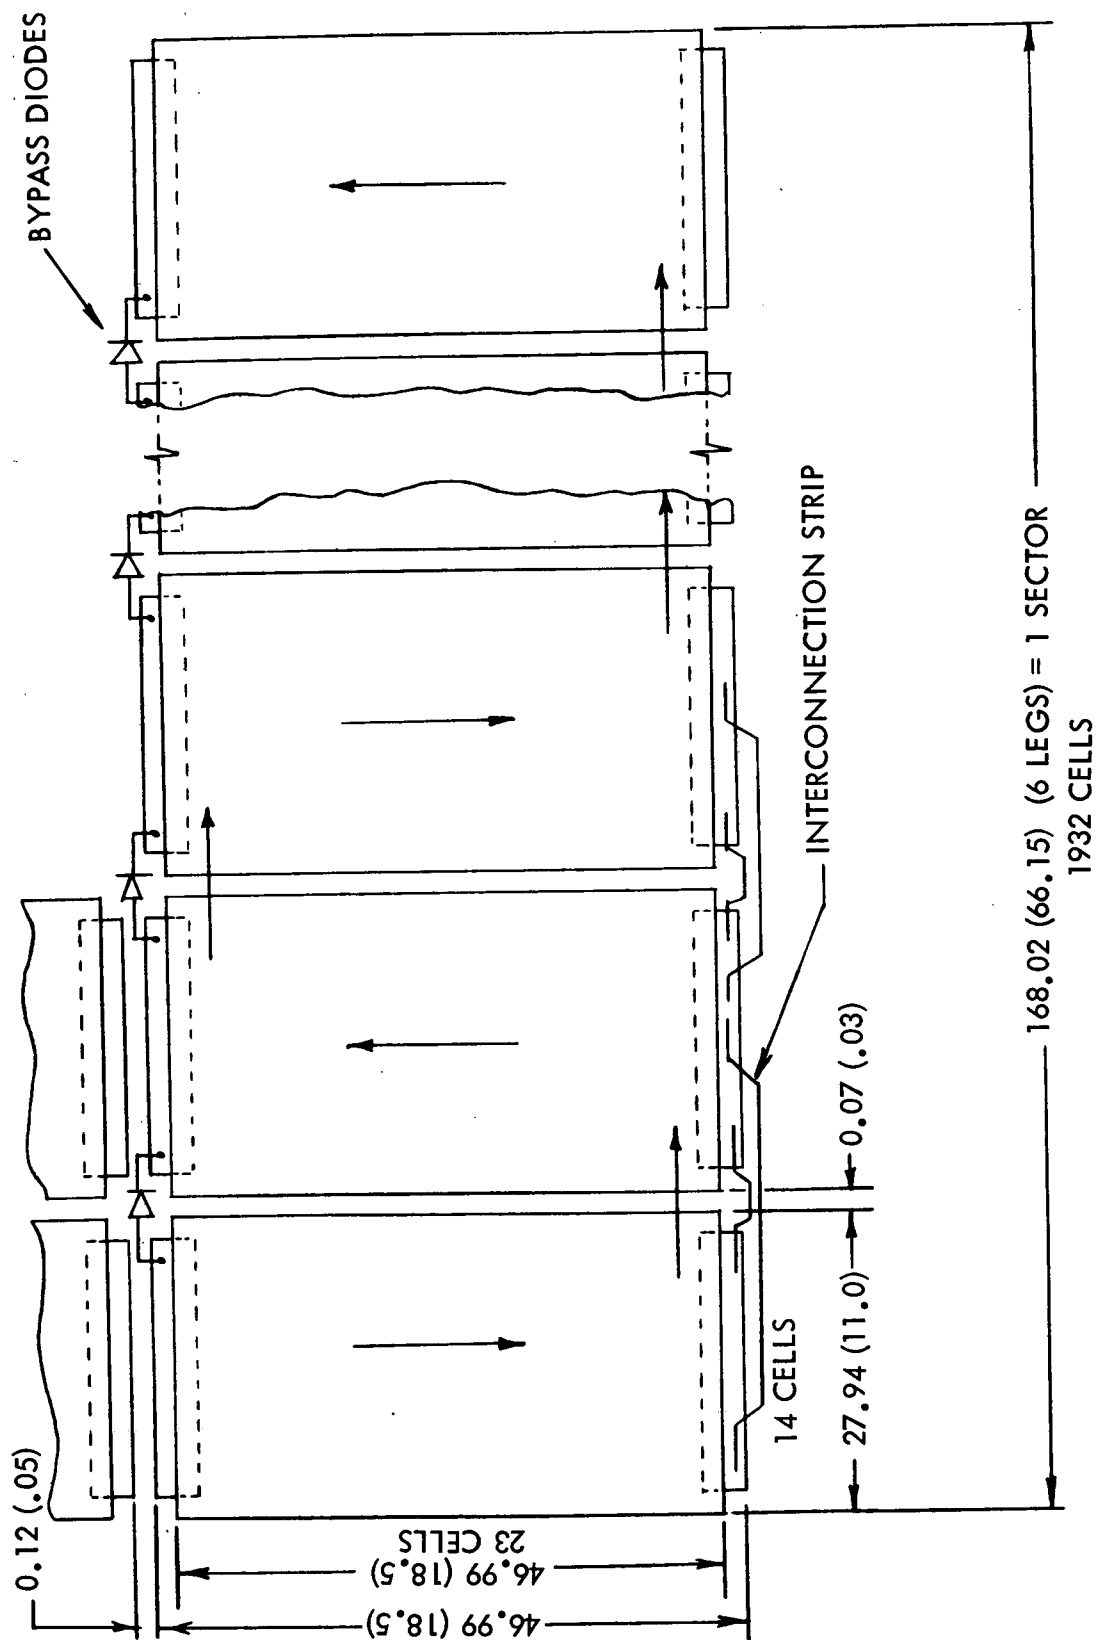 BYPASS DIODES
0.12 (.05)
46.99 (18.5)
46.99 (18.5)
23 CELLS
INTERCONNECTION STRIP
14 CELLS
27.94 (11.0)
0.07 (.03)
168.02 (66.15) (6 LEGS) = 1 SECTOR
1932 CELLS